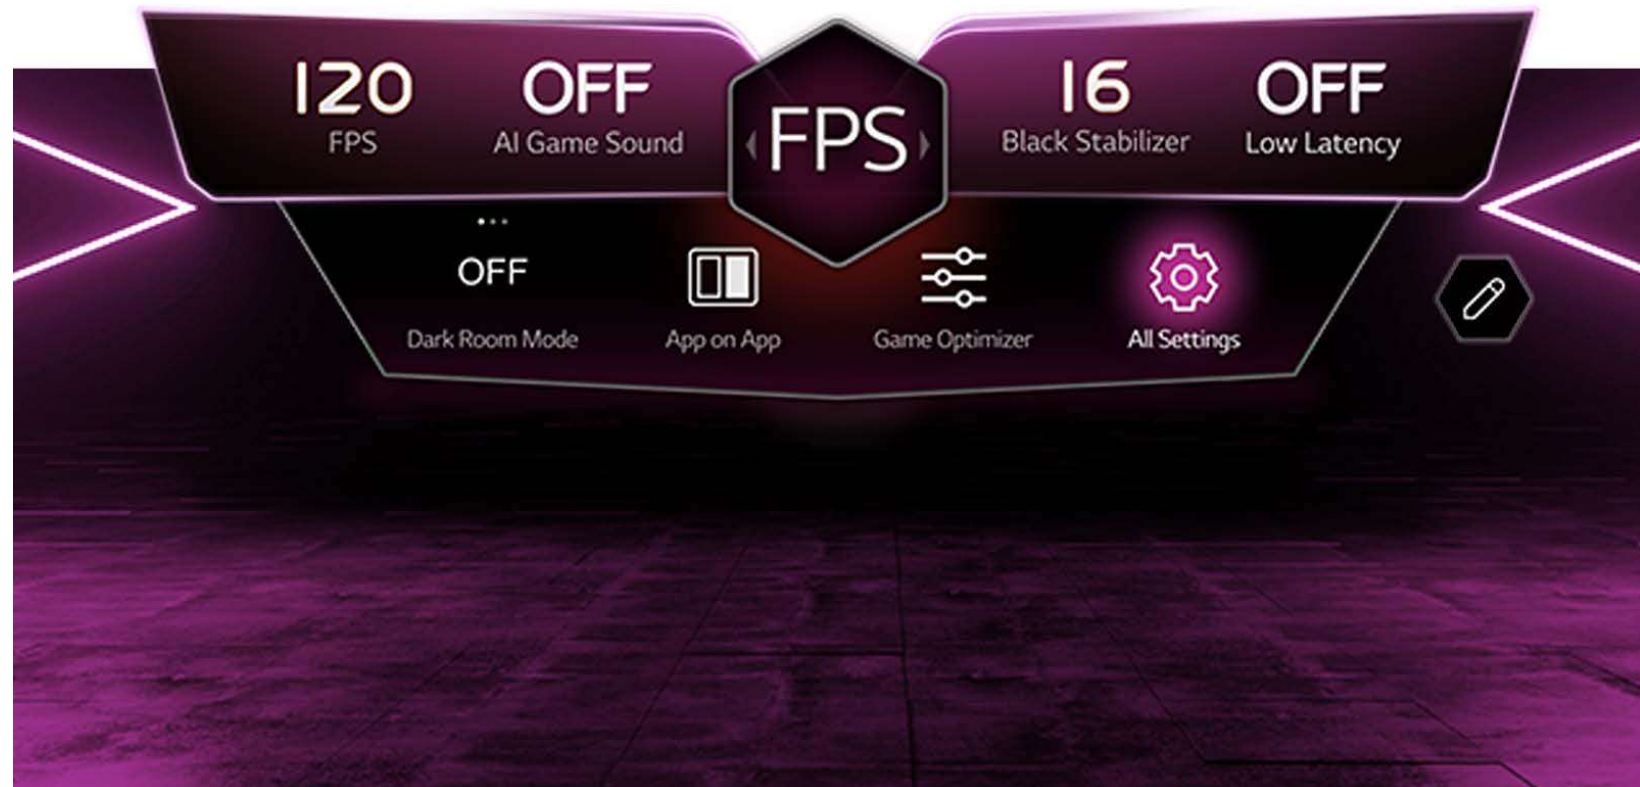 120 OFF FPS 16 OFF
FPS AI Game Sound Black Stabilizer Low Latency
OFF
Dark Room Mode App on App Game Optimizer All Settings